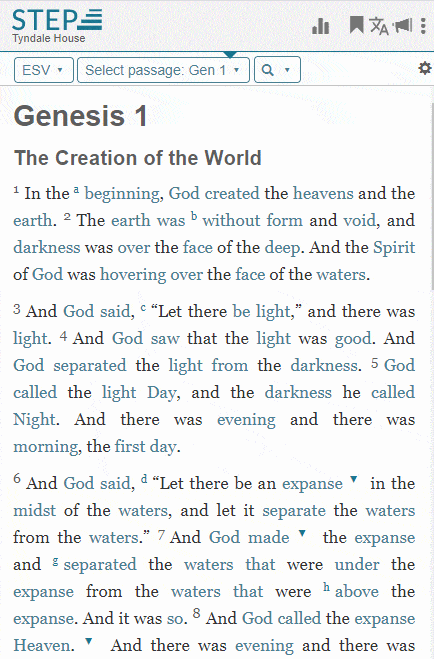 STEP
Tyndale House
ESV
Select passage: Gen 1
Genesis 1
The Creation of the World
1 In the a beginning, God created the heavens and the
earth. 2 The earth was b without form and void, and
darkness was over the face of the deep. And the Spirit
of God was hovering over the face of the waters.
3 And God said, c “Let there be light,” and there was
light. 4 And God saw that the light was good. And
God separated the light from the darkness. 5 God
called the light Day, and the darkness he called
Night. And there was evening and there was
morning, the first day.
6 And God said, d “Let there be an expanse ▼ in the
midst of the waters, and let it separate the waters
from the waters.” 7 And God made ▼ the expanse
and g separated the waters that were under the
expanse from the waters that were h above the
expanse. And it was so. 8 And God called the expanse
Heaven. ▼ And there was evening and there was